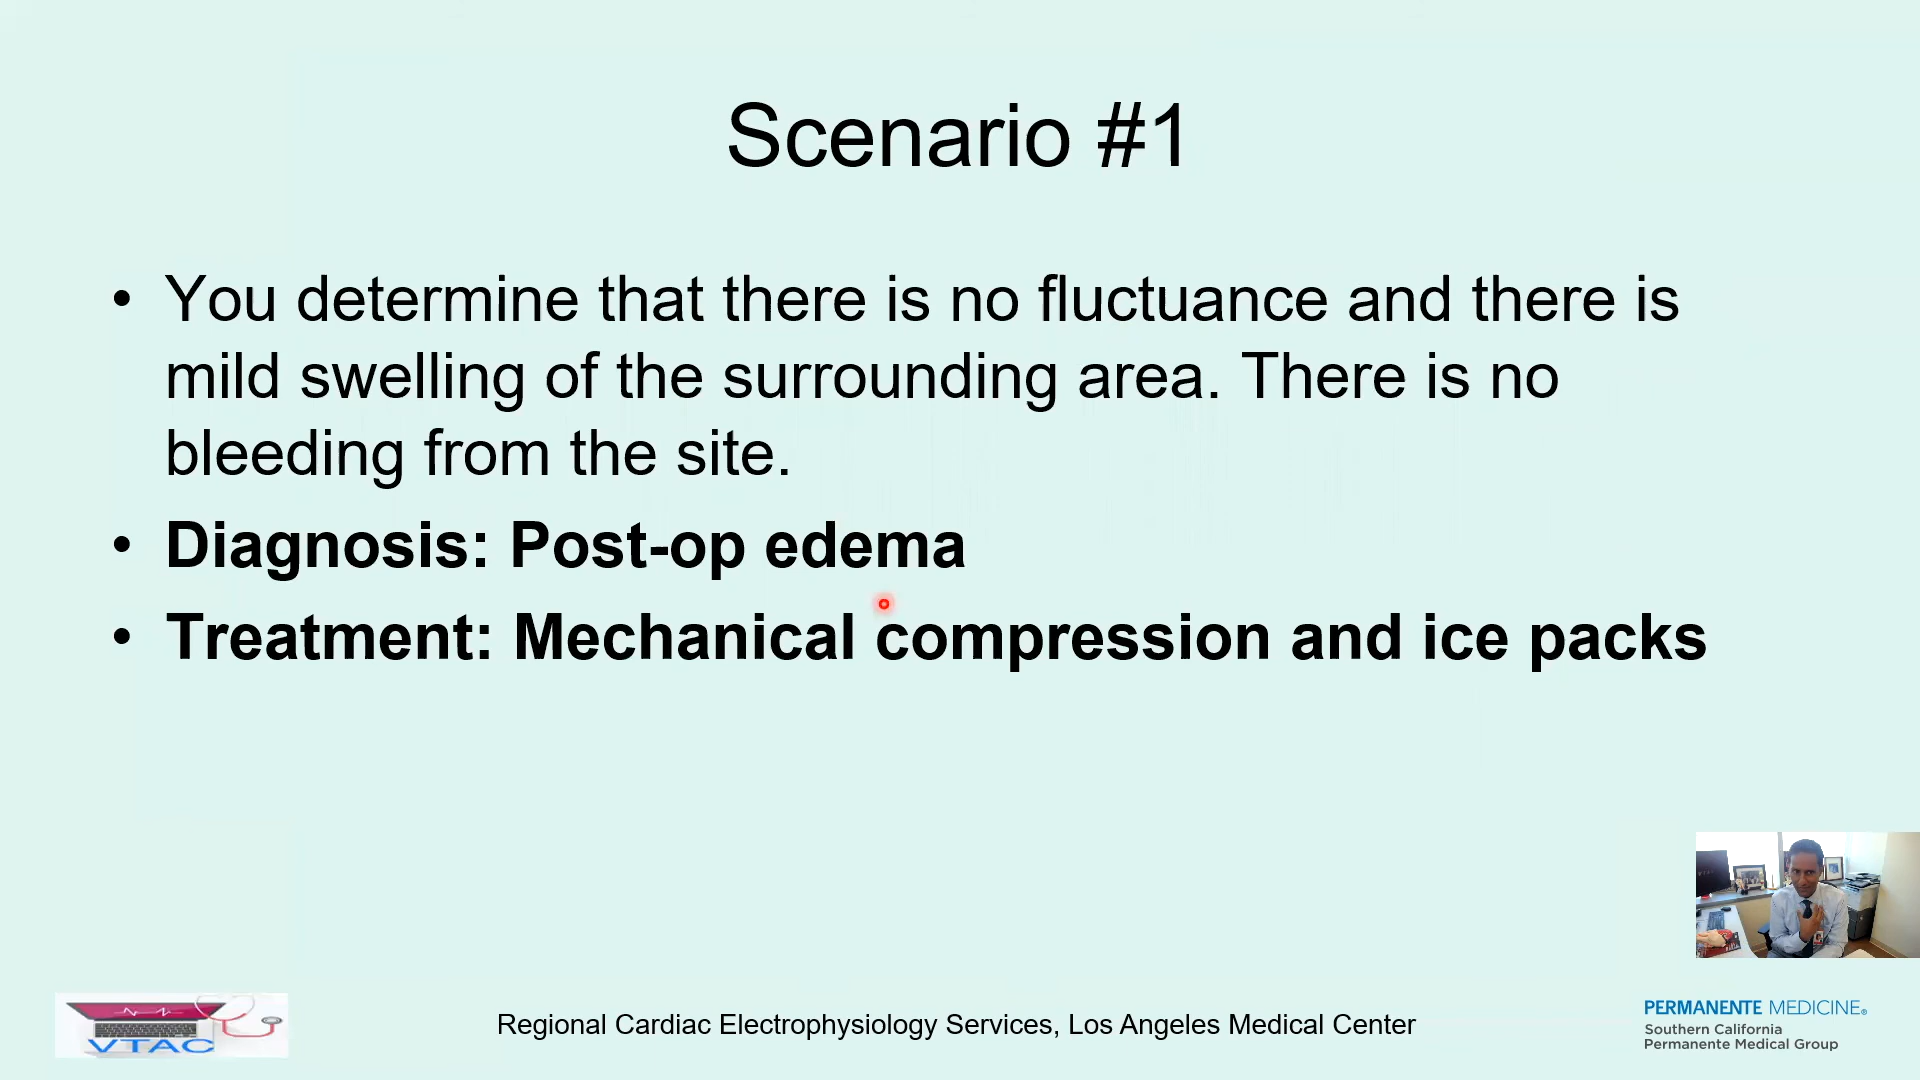 Scenario #1
• You determine that there is no fluctuance and there is
mild swelling of the surrounding area. There is no
bleeding from the site.
• Diagnosis: Post-op edema
• Treatment: Mechanical compression and ice packs
VTAC
Regional Cardiac Electrophysiology Services, Los Angeles Medical Center
PERMANENTE MEDICINE®
Southern California
Permanente Medical Group